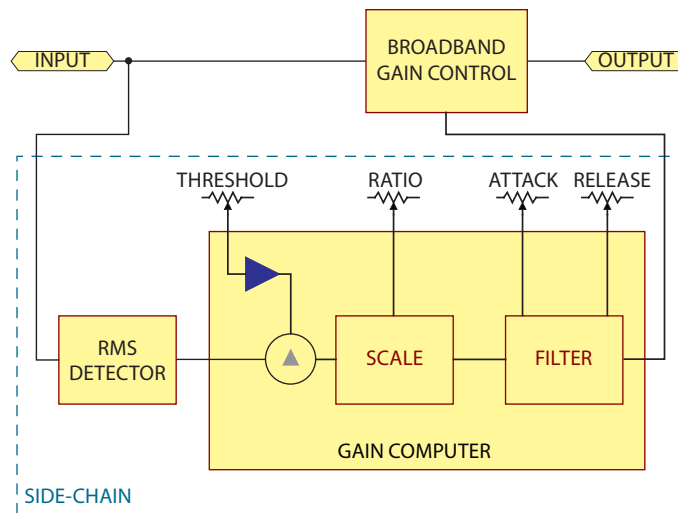 INPUT
BROADBAND
GAIN CONTROL
OUTPUT
THRESHOLD
RATIO
ATTACK
RELEASE
RMS
DETECTOR
SCALE
FILTER
GAIN COMPUTER
SIDE-CHAIN